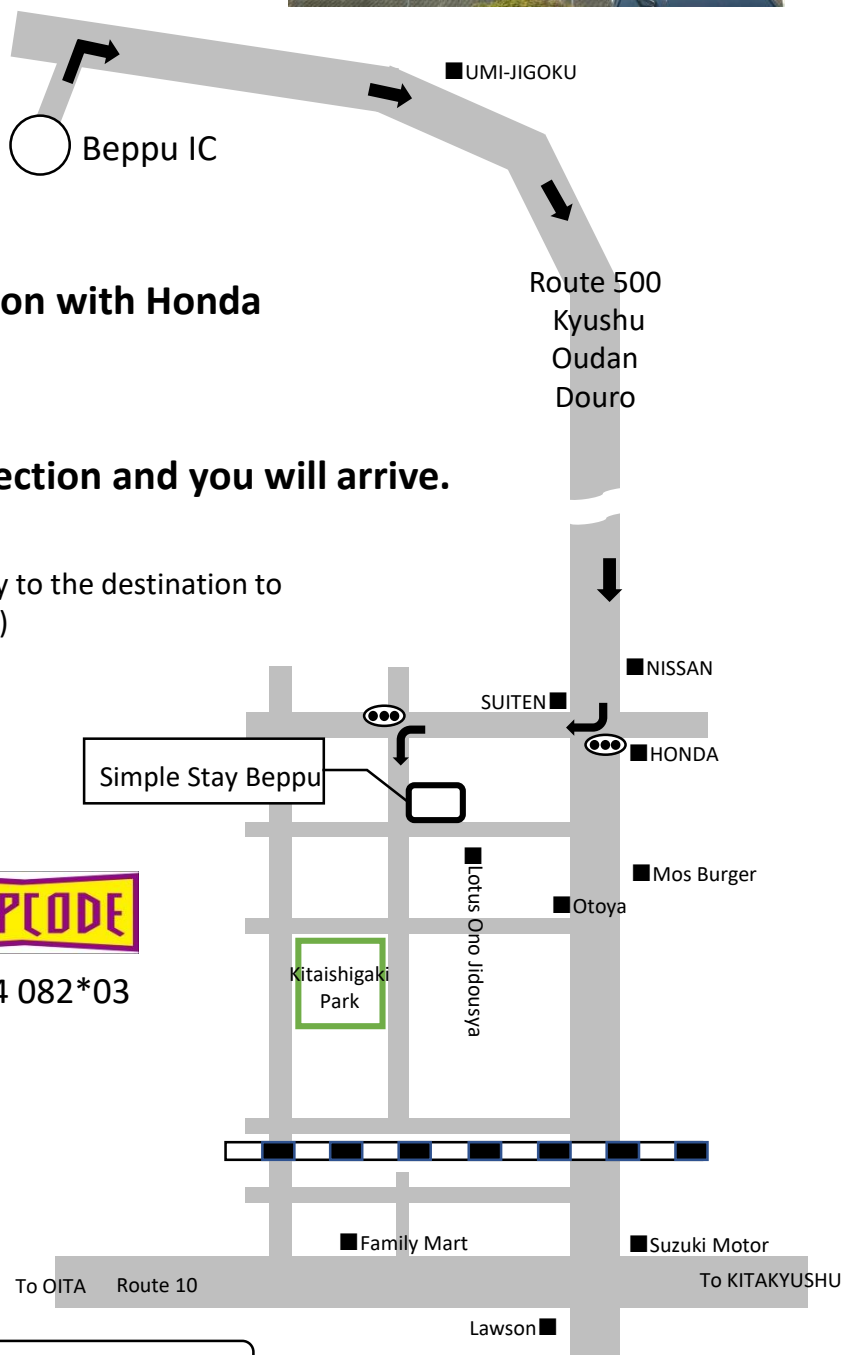 UMI-JIGOKU
Beppu IC
on with Honda
Route 500
Kyushu
Oudan
Douro
ection and you will arrive.
y to the destination to
)
NISSAN
SUITEN
HONDA
Simple Stay Beppu
Mos Burger
Lotus Ono Jidousya
Otoya
PCODE
4 082*03
Kitaishigaki
Park
Family Mart
Suzuki Motor
To OITA Route 10
To KITAKYUSHU
Lawson